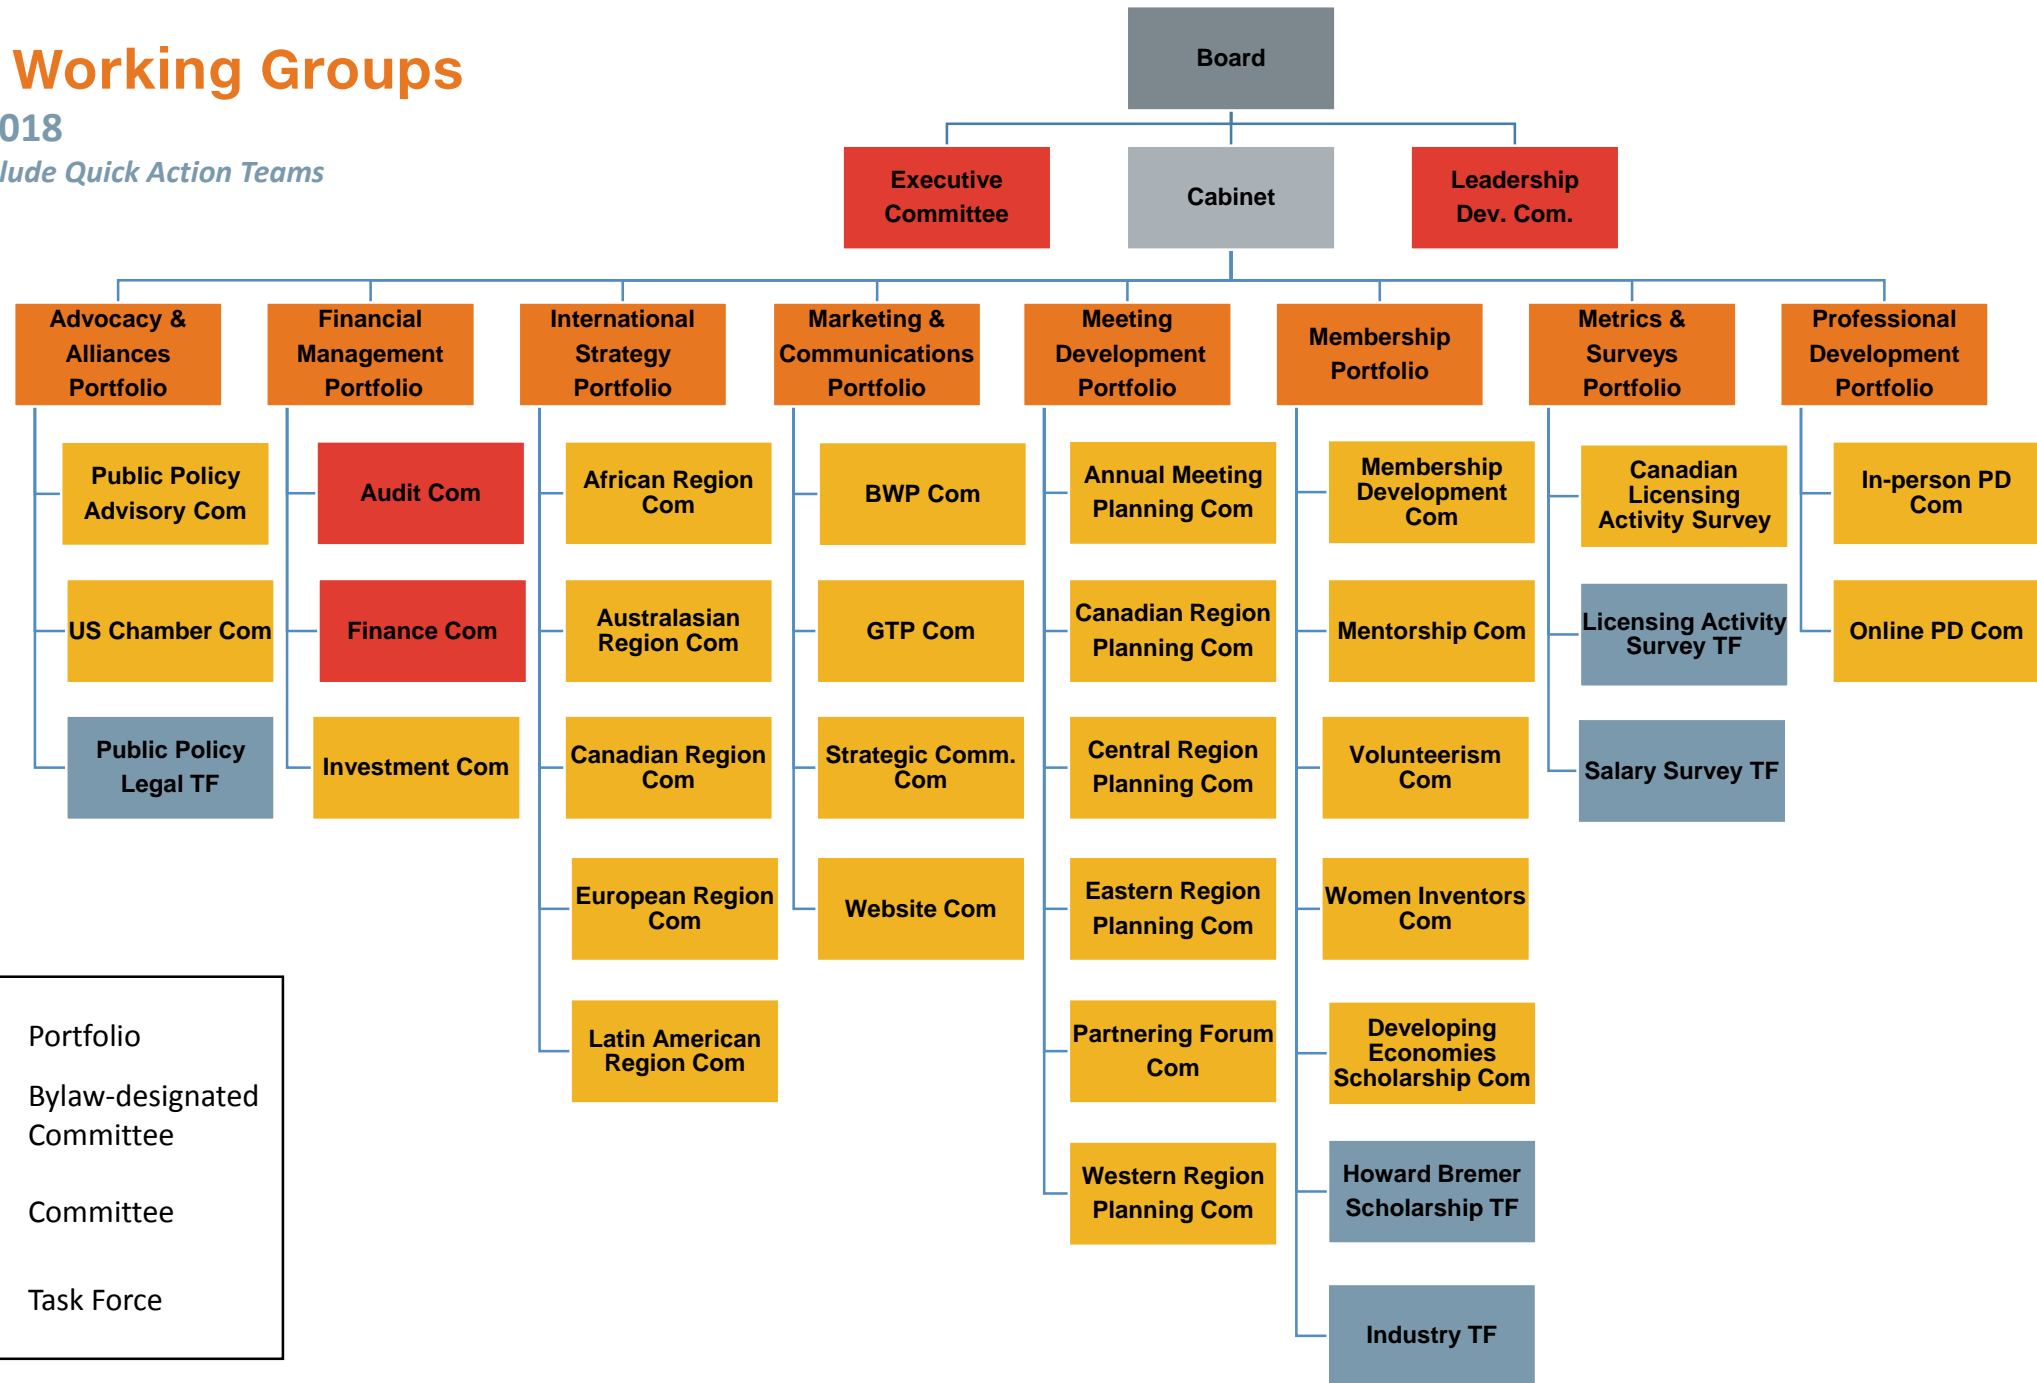 Working Groups
018
lude Quick Action Teams
Board
Executive
Committee
Cabinet
Leadership
Dev. Com.
Advocacy &
Alliances
Portfolio
Financial
Management
Portfolio
International
Strategy
Portfolio
Marketing &
Communications
Portfolio
Meeting
Development
Portfolio
Membership
Portfolio
Metrics &
Surveys
Portfolio
Professional
Development
Portfolio
Public Policy
Advisory Com
US Chamber Com
Public Policy
Legal TF
Audit Com
Finance Com
Investment Com
African Region
Com
Australasian
Region Com
Canadian Region
Com
European Region
Com
Latin American
Region Com
BWP Com
GTP Com
Strategic Comm.
Com
Website Com
Annual Meeting
Planning Com
Canadian Region
Planning Com
Central Region
Planning Com
Eastern Region
Planning Com
Partnering Forum
Com
Western Region
Planning Com
Membership
Development
Com
Mentorship Com
Volunteerism
Com
Women Inventors
Com
Developing
Economies
Scholarship Com
Howard Bremer
Scholarship TF
Industry TF
Canadian
Licensing
Activity Survey
Licensing Activity
Survey TF
Salary Survey TF
In-person PD
Com
Online PD Com
Portfolio
Bylaw-designated
Committee
Committee
Task Force